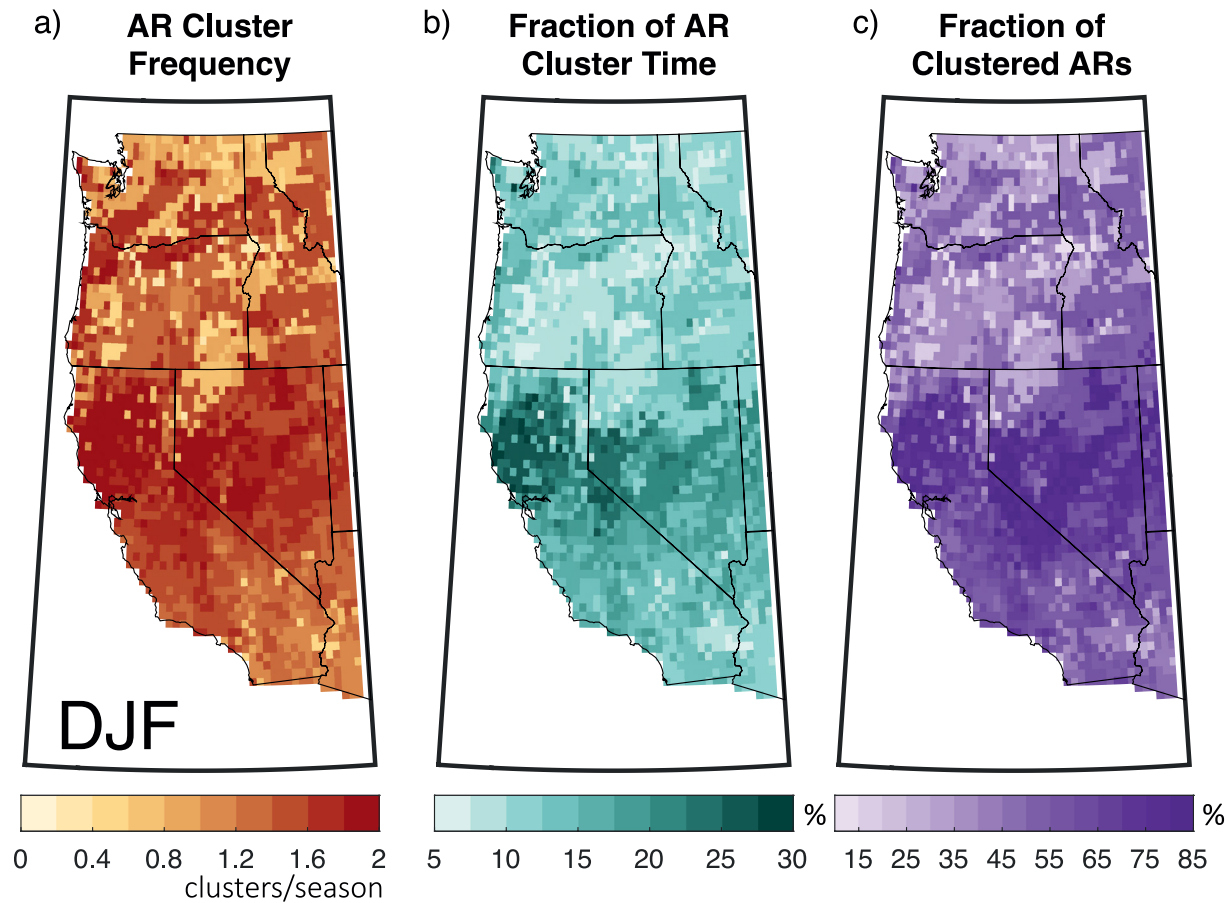 a) AR Cluster
Frequency
b) Fraction of AR
Cluster Time
c) Fraction of
Clustered ARs
DJF
0 0.4 0.8 1.2 1.6 2
clusters/season
5 10 15 20 25 30 %
15 25 35 45 55 65 75 85 %